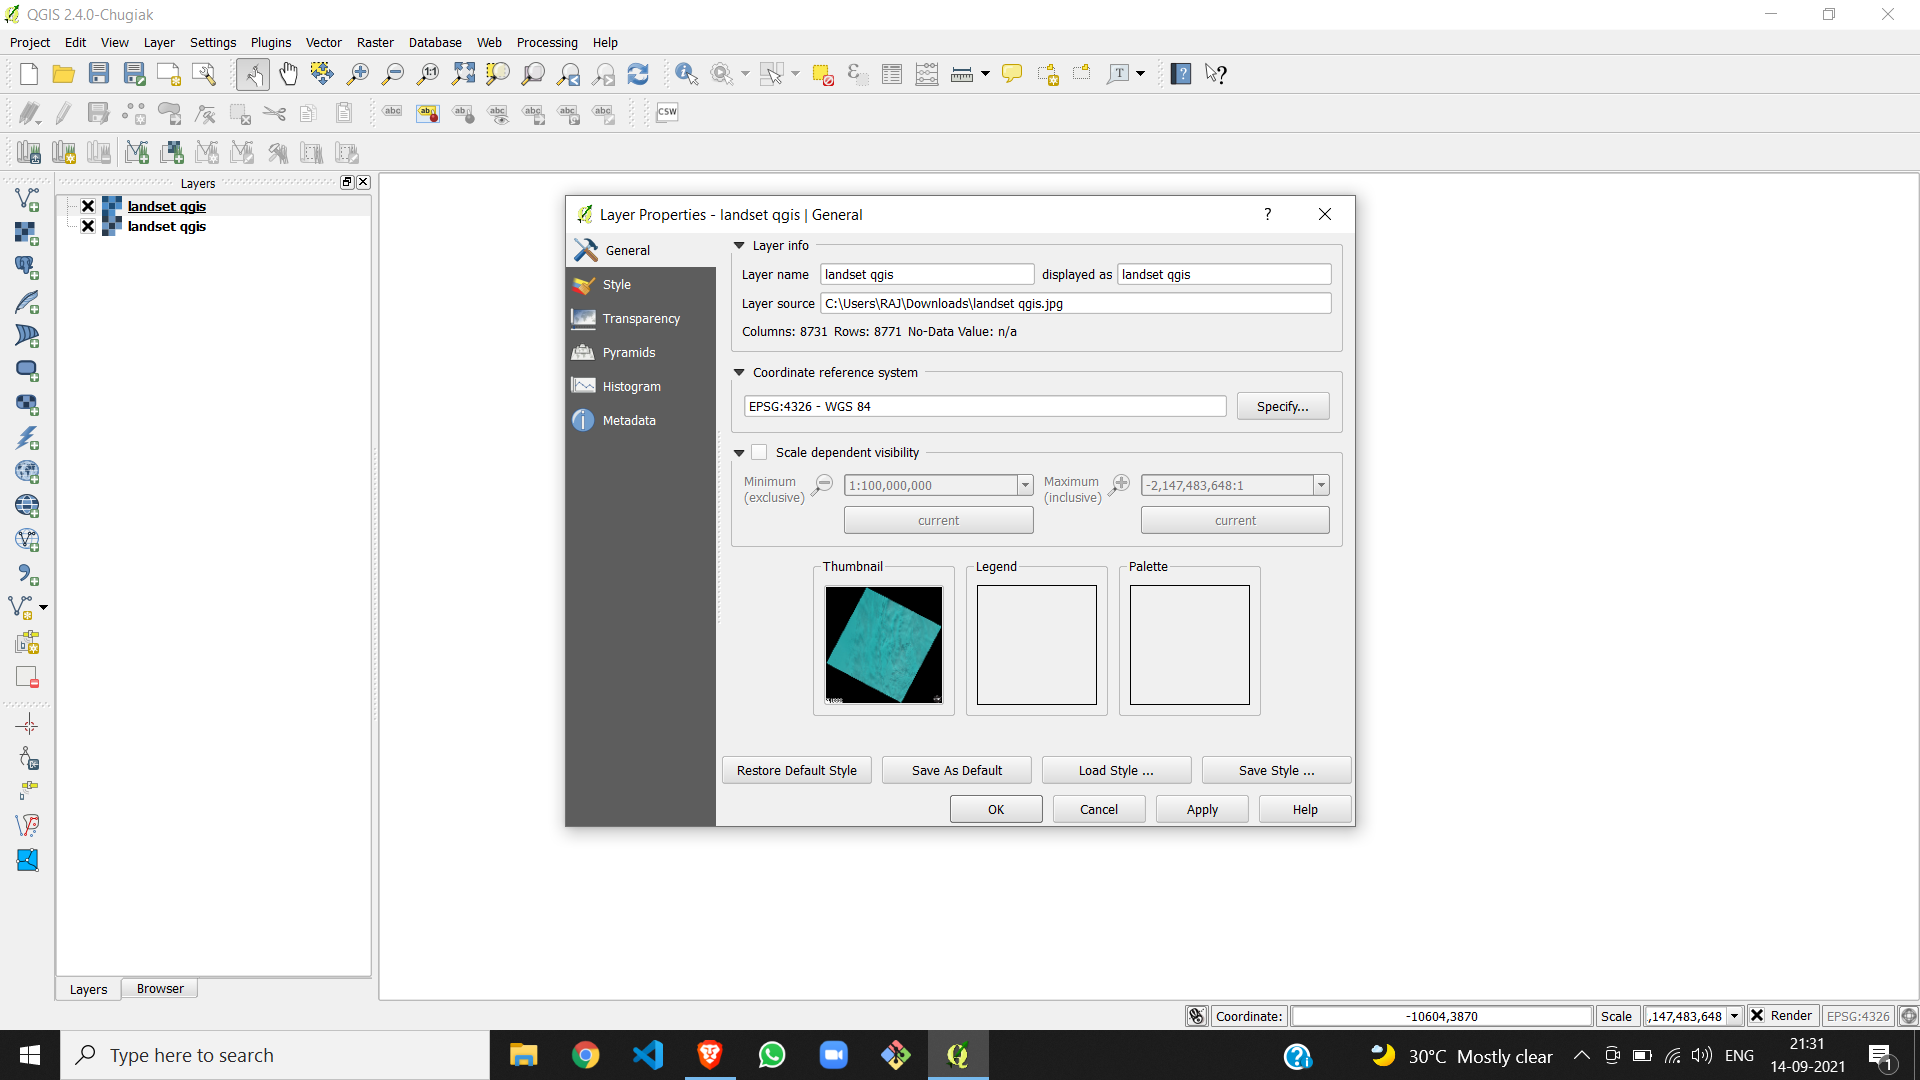 QGIS 2.4.0-Chugiak
Project Edit View Layer Settings Plugins Vector Raster Database Web Processing Help
CSW
Layers
landset qgis
landset qgis
Layer Properties - landset qgis | General
?
General
Style
Transparency
Pyramids
Histogram
Metadata
Layer info
Layer name landset qgis displayed as landset qgis
Layer source C:\Users\RAJ\Downloads\landset qgis.jpg
Columns: 8731 Rows: 8771 No-Data Value: n/a
Coordinate reference system
EPSG:4326 - WGS 84 Specify...
Scale dependent visibility
Minimum (exclusive) 1:100,000,000 Maximum (inclusive) -2,147,483,648:1
current current
Thumbnail Legend Palette
Restore Default Style Save As Default Load Style ... Save Style ...
OK Cancel Apply Help
Layers Browser
Coordinate: -10604,3870 Scale ,147,483,648 Render EPSG:4326
Type here to search
30°C Mostly clear ENG 21:31
14-09-2021
1